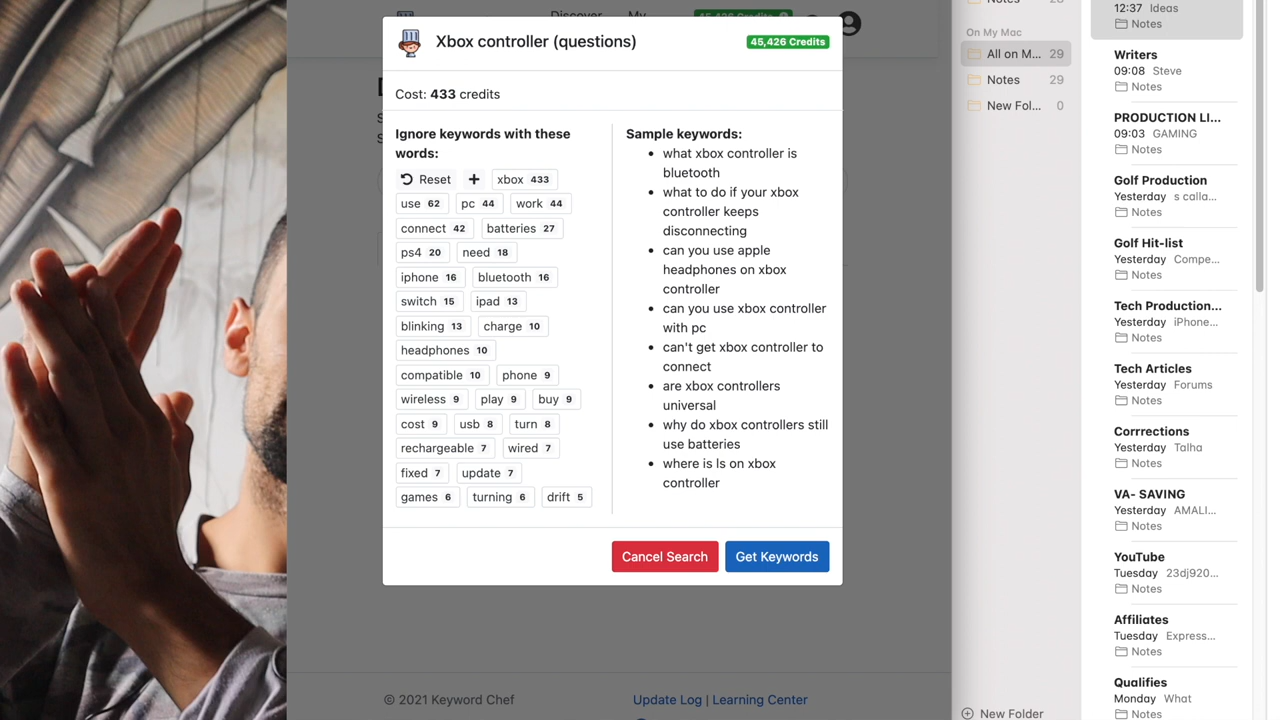 Discover
My
45,426 Credits
Xbox controller (questions)
45,426 Credits
Cost: 433 credits
Ignore keywords with these
words:
Reset + xbox 433
use 62 pc 44 work 44
connect 42 batteries 27
ps4 20 need 18
iphone 16 bluetooth 16
switch 15 ipad 13
blinking 13 charge 10
headphones 10
compatible 10 phone 9
wireless 9 play 9 buy 9
cost 9 usb 8 turn 8
rechargeable 7 wired 7
fixed 7 update 7
games 6 turning 6 drift 5
Sample keywords:
• what xbox controller is
bluetooth
• what to do if your xbox
controller keeps
disconnecting
• can you use apple
headphones on xbox
controller
• can you use xbox controller
with pc
• can't get xbox controller to
connect
• are xbox controllers
universal
• why do xbox controllers still
use batteries
• where is ls on xbox
controller
Cancel Search
Get Keywords
© 2021 Keyword Chef
Update Log | Learning Center
Notes 29
On My Mac
All on M... 29
Notes 29
New Fol... 0
New Folder
12:37 Ideas
Notes
Writers
09:08 Steve
Notes
PRODUCTION LI...
09:03 GAMING
Notes
Golf Production
Yesterday s calla...
Notes
Golf Hit-list
Yesterday Compe...
Notes
Tech Production...
Yesterday iPhone...
Notes
Tech Articles
Yesterday Forums
Notes
Corrrections
Yesterday Talha
Notes
VA- SAVING
Yesterday AMALI...
Notes
YouTube
Tuesday 23dj920...
Notes
Affiliates
Tuesday Express...
Notes
Qualifies
Monday What
Notes